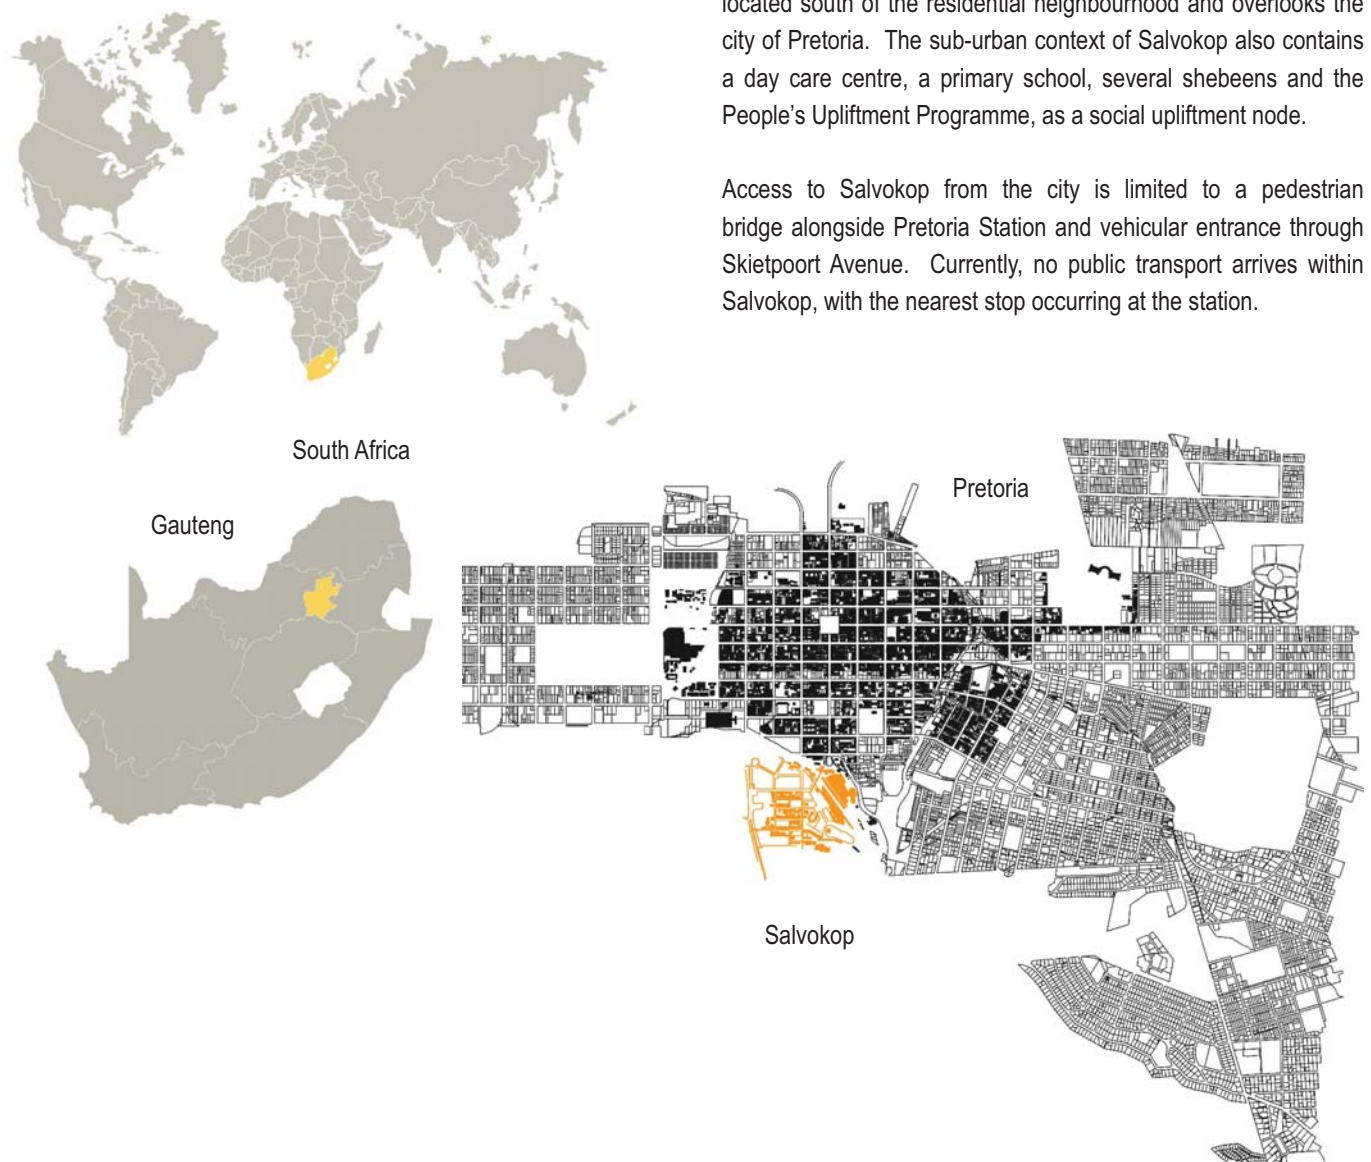 located south of the residential neighbourhood and overlooks the
city of Pretoria. The sub-urban context of Salvokop also contains
a day care centre, a primary school, several shebeens and the
People's Upliftment Programme, as a social upliftment node.
Access to Salvokop from the city is limited to a pedestrian
bridge alongside Pretoria Station and vehicular entrance through
Skietpoort Avenue. Currently, no public transport arrives within
Salvokop, with the nearest stop occurring at the station.
South Africa
Gauteng
Pretoria
Salvokop